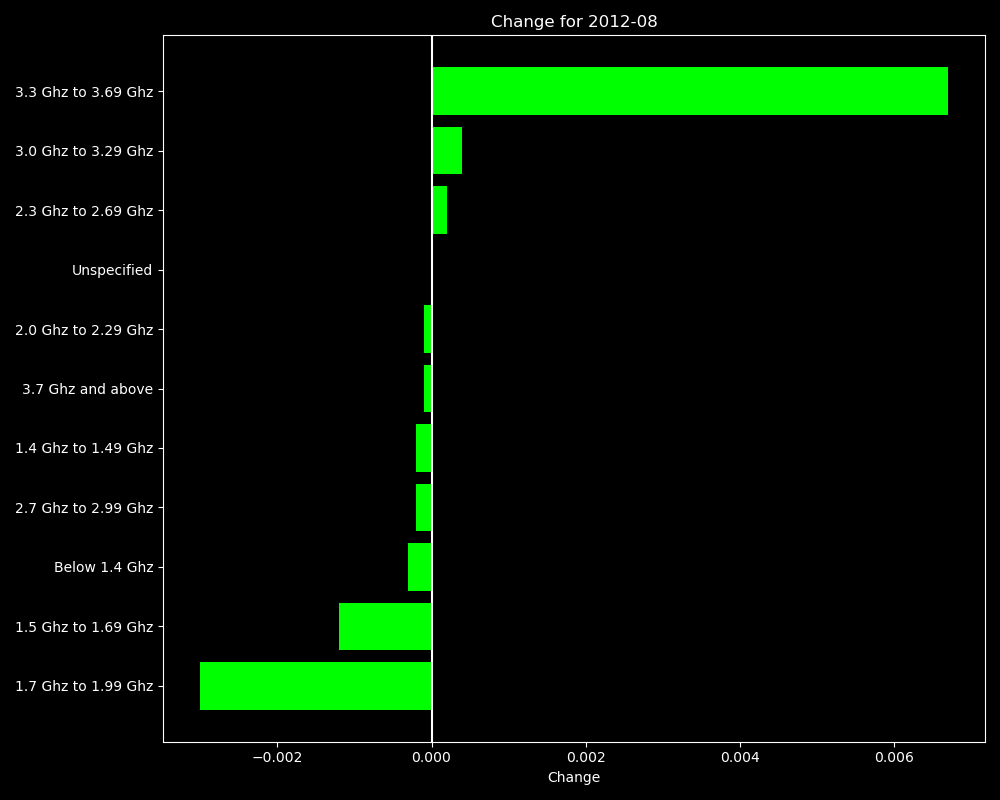 Change for 2012-08
3.3 Ghz to 3.69 Ghz
3.0 Ghz to 3.29 Ghz
2.3 Ghz to 2.69 Ghz
Unspecified
2.0 Ghz to 2.29 Ghz
3.7 Ghz and above
1.4 Ghz to 1.49 Ghz
2.7 Ghz to 2.99 Ghz
Below 1.4 Ghz
1.5 Ghz to 1.69 Ghz
1.7 Ghz to 1.99 Ghz
−0.002 0.000 0.002 0.004 0.006
Change